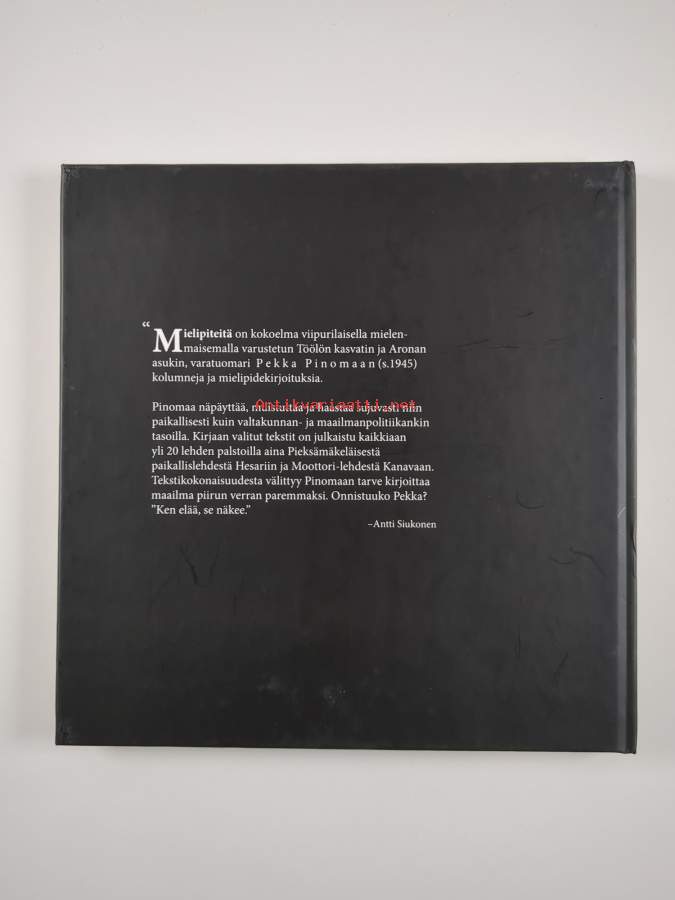 “
Mielipiteitä on kokoelma viipurilaisella mielen-
maisemalla varustetun Töölön kasvatin ja Aronan
asukin, varatuomari Pekka Pinomaan (s.1945)
kolumneja ja mielipidekirjoituksia.
Pinomaa näpäyttää, muistuttaa ja haastaa sujuvasti niin
Antikvariaatti.net
paikallisesti kuin valtakunnan- ja maailmanpolitiikankin
tasoilla. Kirjaan valitut tekstit on julkaistu kaikkiaan
yli 20 lehden palstoilla aina Pieksämäkeläisestä
paikallislehdestä Hesariin ja Moottori-lehdestä Kanavaan.
Tekstikokonaisuudesta välittyy Pinomaan tarve kirjoittaa
maailma piirun verran paremmaksi. Onnistuuko Pekka?
”Ken elää, se näkee.”
–Antti Siukonen